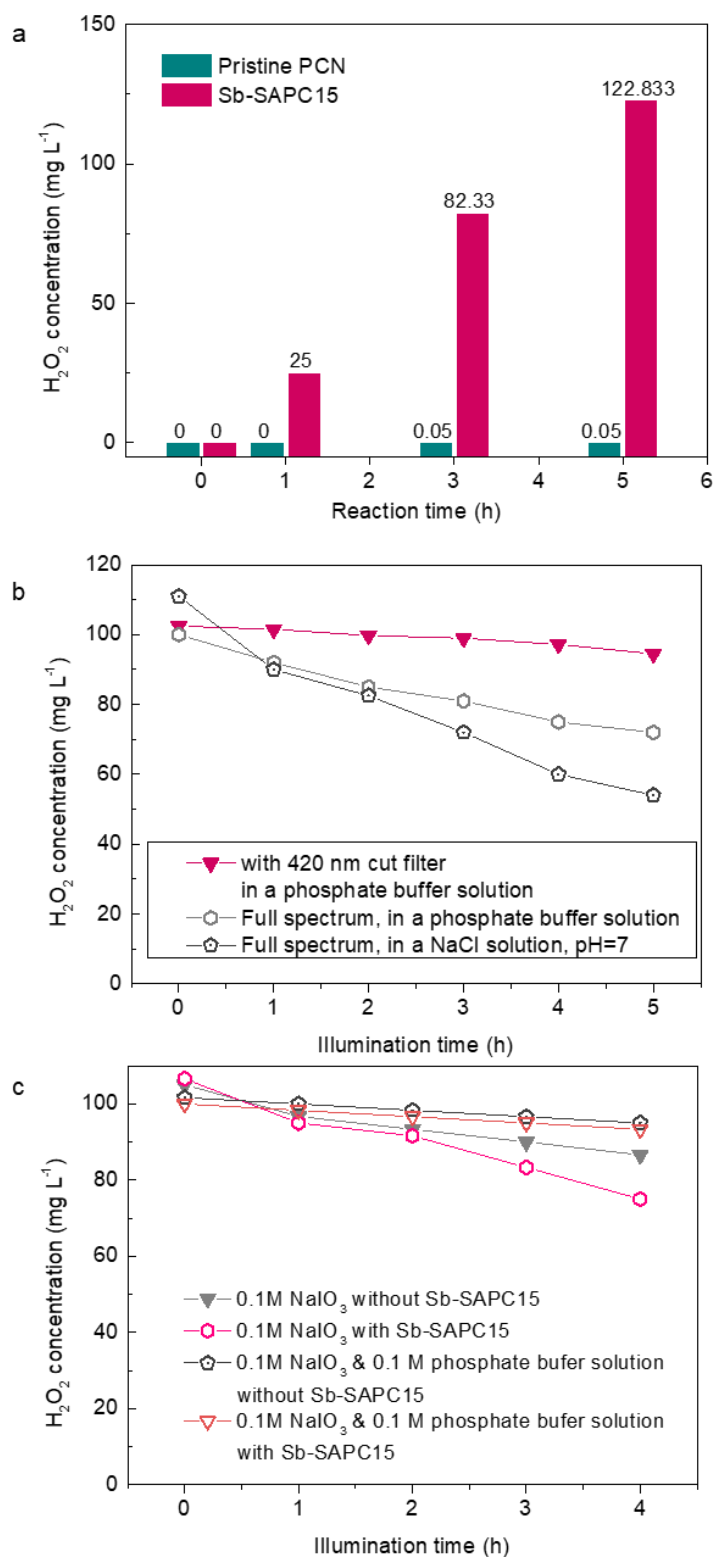 a
H₂O₂ concentration (mg L⁻¹)
150
100
50
0
Pristine PCN
Sb-SAPC15
0
0
0
25
0.05
82.33
0.05
122.833
0 1 2 3 4 5 6
Reaction time (h)
b
H₂O₂ concentration (mg L⁻¹)
120
100
80
60
40
20
0
with 420 nm cut filter
in a phosphate buffer solution
Full spectrum, in a phosphate buffer solution
Full spectrum, in a NaCl solution, pH=7
0 1 2 3 4 5
Illumination time (h)
c
H₂O₂ concentration (mg L⁻¹)
100
80
60
40
20
0
0.1M NaIO₃ without Sb-SAPC15
0.1M NaIO₃ with Sb-SAPC15
0.1M NaIO₃ & 0.1 M phosphate bufer solution
without Sb-SAPC15
0.1M NaIO₃ & 0.1 M phosphate buffer solution
with Sb-SAPC15
0 1 2 3 4
Illumination time (h)